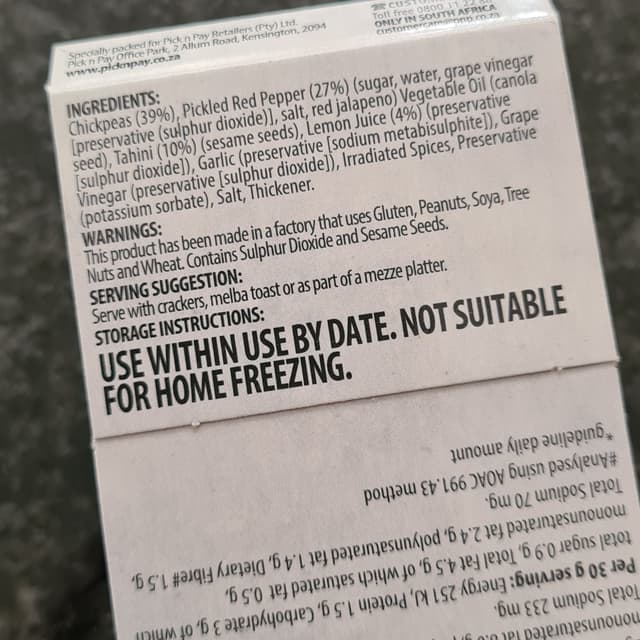 Specially packed for Pick n Pay Retailers (Pty) Ltd.
Pick n Pay Office Park, 2 Allum Road, Kensington, 2094
www.picknpay.co.za
Toll free 0800 11 22 88
ONLY IN SOUTH AFRICA
customercare@pnp.co.za
INGREDIENTS:
Chickpeas (39%), Pickled Red Pepper (27%) (sugar, water, grape vinegar
[preservative (sulphur dioxide)], salt, red jalapeno) Vegetable Oil (canola
seed), Tahini (10%) (sesame seeds), Lemon Juice (4%) (preservative
[sulphur dioxide]), Garlic (preservative [sodium metabisulphite]), Grape
Vinegar (preservative [sulphur dioxide]), Irradiated Spices, Preservative
(potassium sorbate), Salt, Thickener.
WARNINGS:
This product has been made in a factory that uses Gluten, Peanuts, Soya, Tree
Nuts and Wheat. Contains Sulphur Dioxide and Sesame Seeds.
SERVING SUGGESTION:
Serve with crackers, melba toast or as part of a mezze platter.
STORAGE INSTRUCTIONS:
USE WITHIN USE BY DATE. NOT SUITABLE
FOR HOME FREEZING.
Total Sodium 233 mg.
Per 30 g serving: Energy 251 kJ, Protein 1.5 g, Carbohydrate 3 g, of which
total sugar 0.9 g, Total Fat 4.5 g, of which saturated fat 0.5 g,
monounsaturated fat 2.4 g, polyunsaturated fat 1.4 g, Dietary Fibre# 1.5 g,
Total Sodium 70 mg.
#Analysed using AOAC 991.43 method
*guideline daily amount